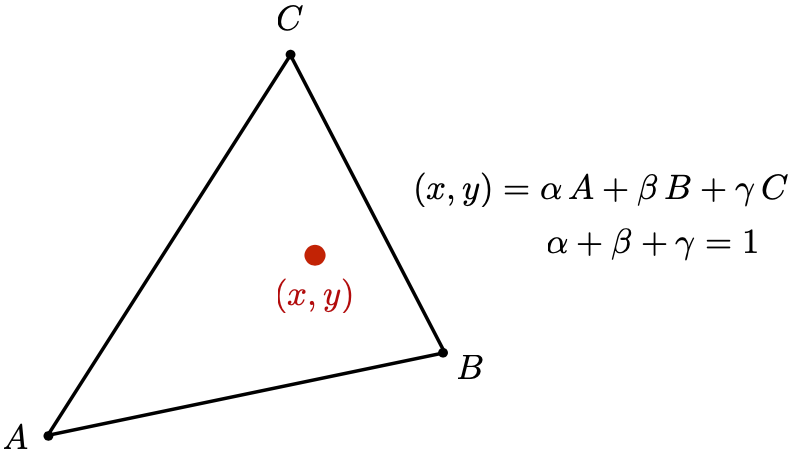 C
(x, y) = α A + β B + γ C
α + β + γ = 1
(x, y)
B
A